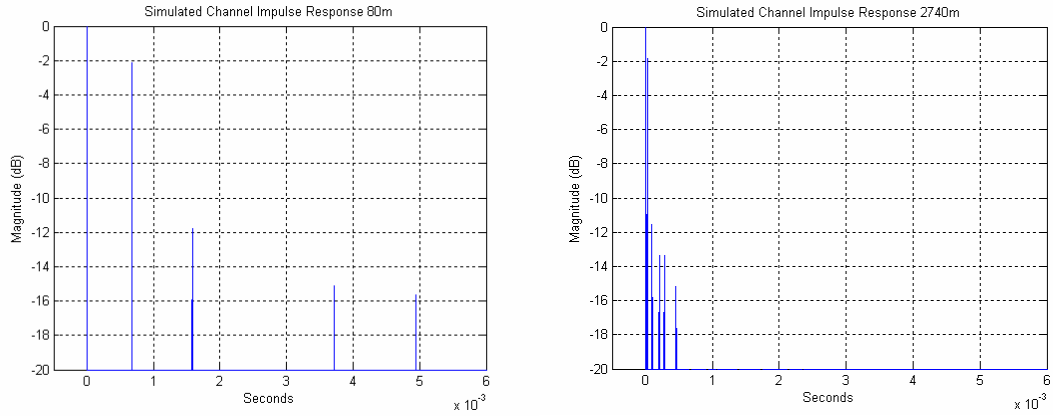 Simulated Channel Impulse Response 80m
0
-2
-4
-6
-8
-10
-12
-14
-16
-18
-20
Magnitude (dB)
0 1 2 3 4 5 6
Seconds
x 10^-3
Simulated Channel Impulse Response 2740m
0
-2
-4
-6
-8
-10
-12
-14
-16
-18
-20
Magnitude (dB)
0 1 2 3 4 5 6
Seconds
x 10^-3